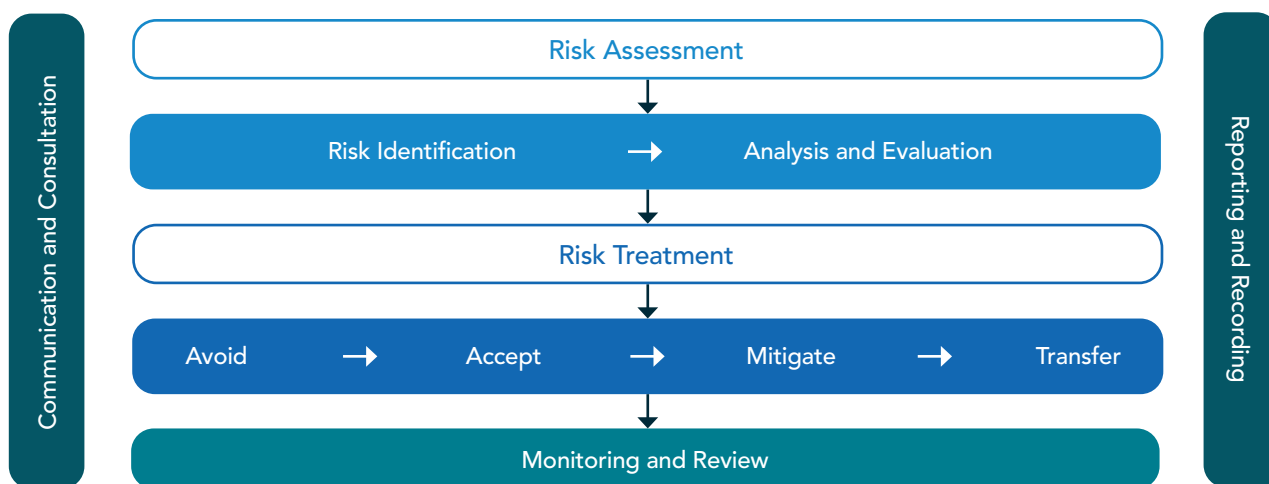 Communication and Consultation
Risk Assessment
Risk Identification → Analysis and Evaluation
Risk Treatment
Avoid → Accept → Mitigate → Transfer
Monitoring and Review
Reporting and Recording